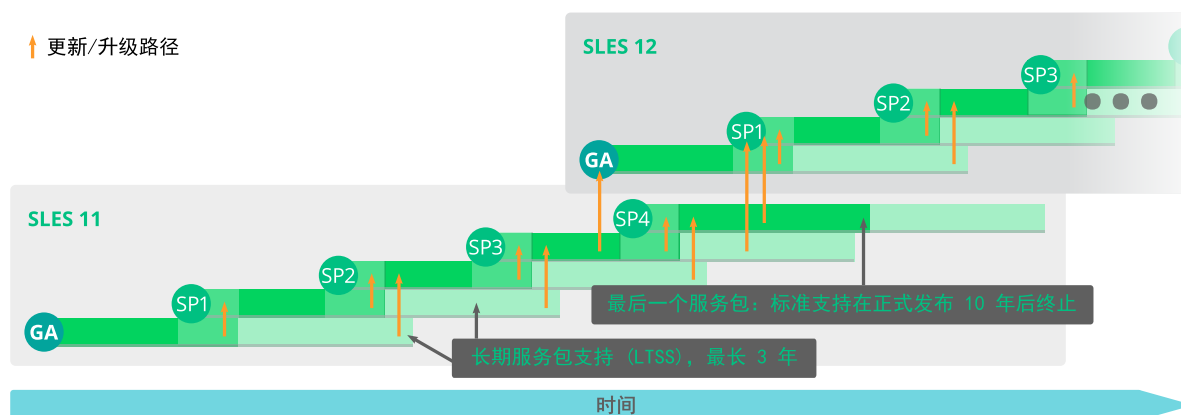 更新/升级路径
SLES 12
SP3
SP2
SP1
GA
SLES 11
SP4
SP3
SP2
SP1
GA
最后一个服务包: 标准支持在正式发布 10 年后终止
长期服务包支持 (LTSS), 最长 3 年
时间